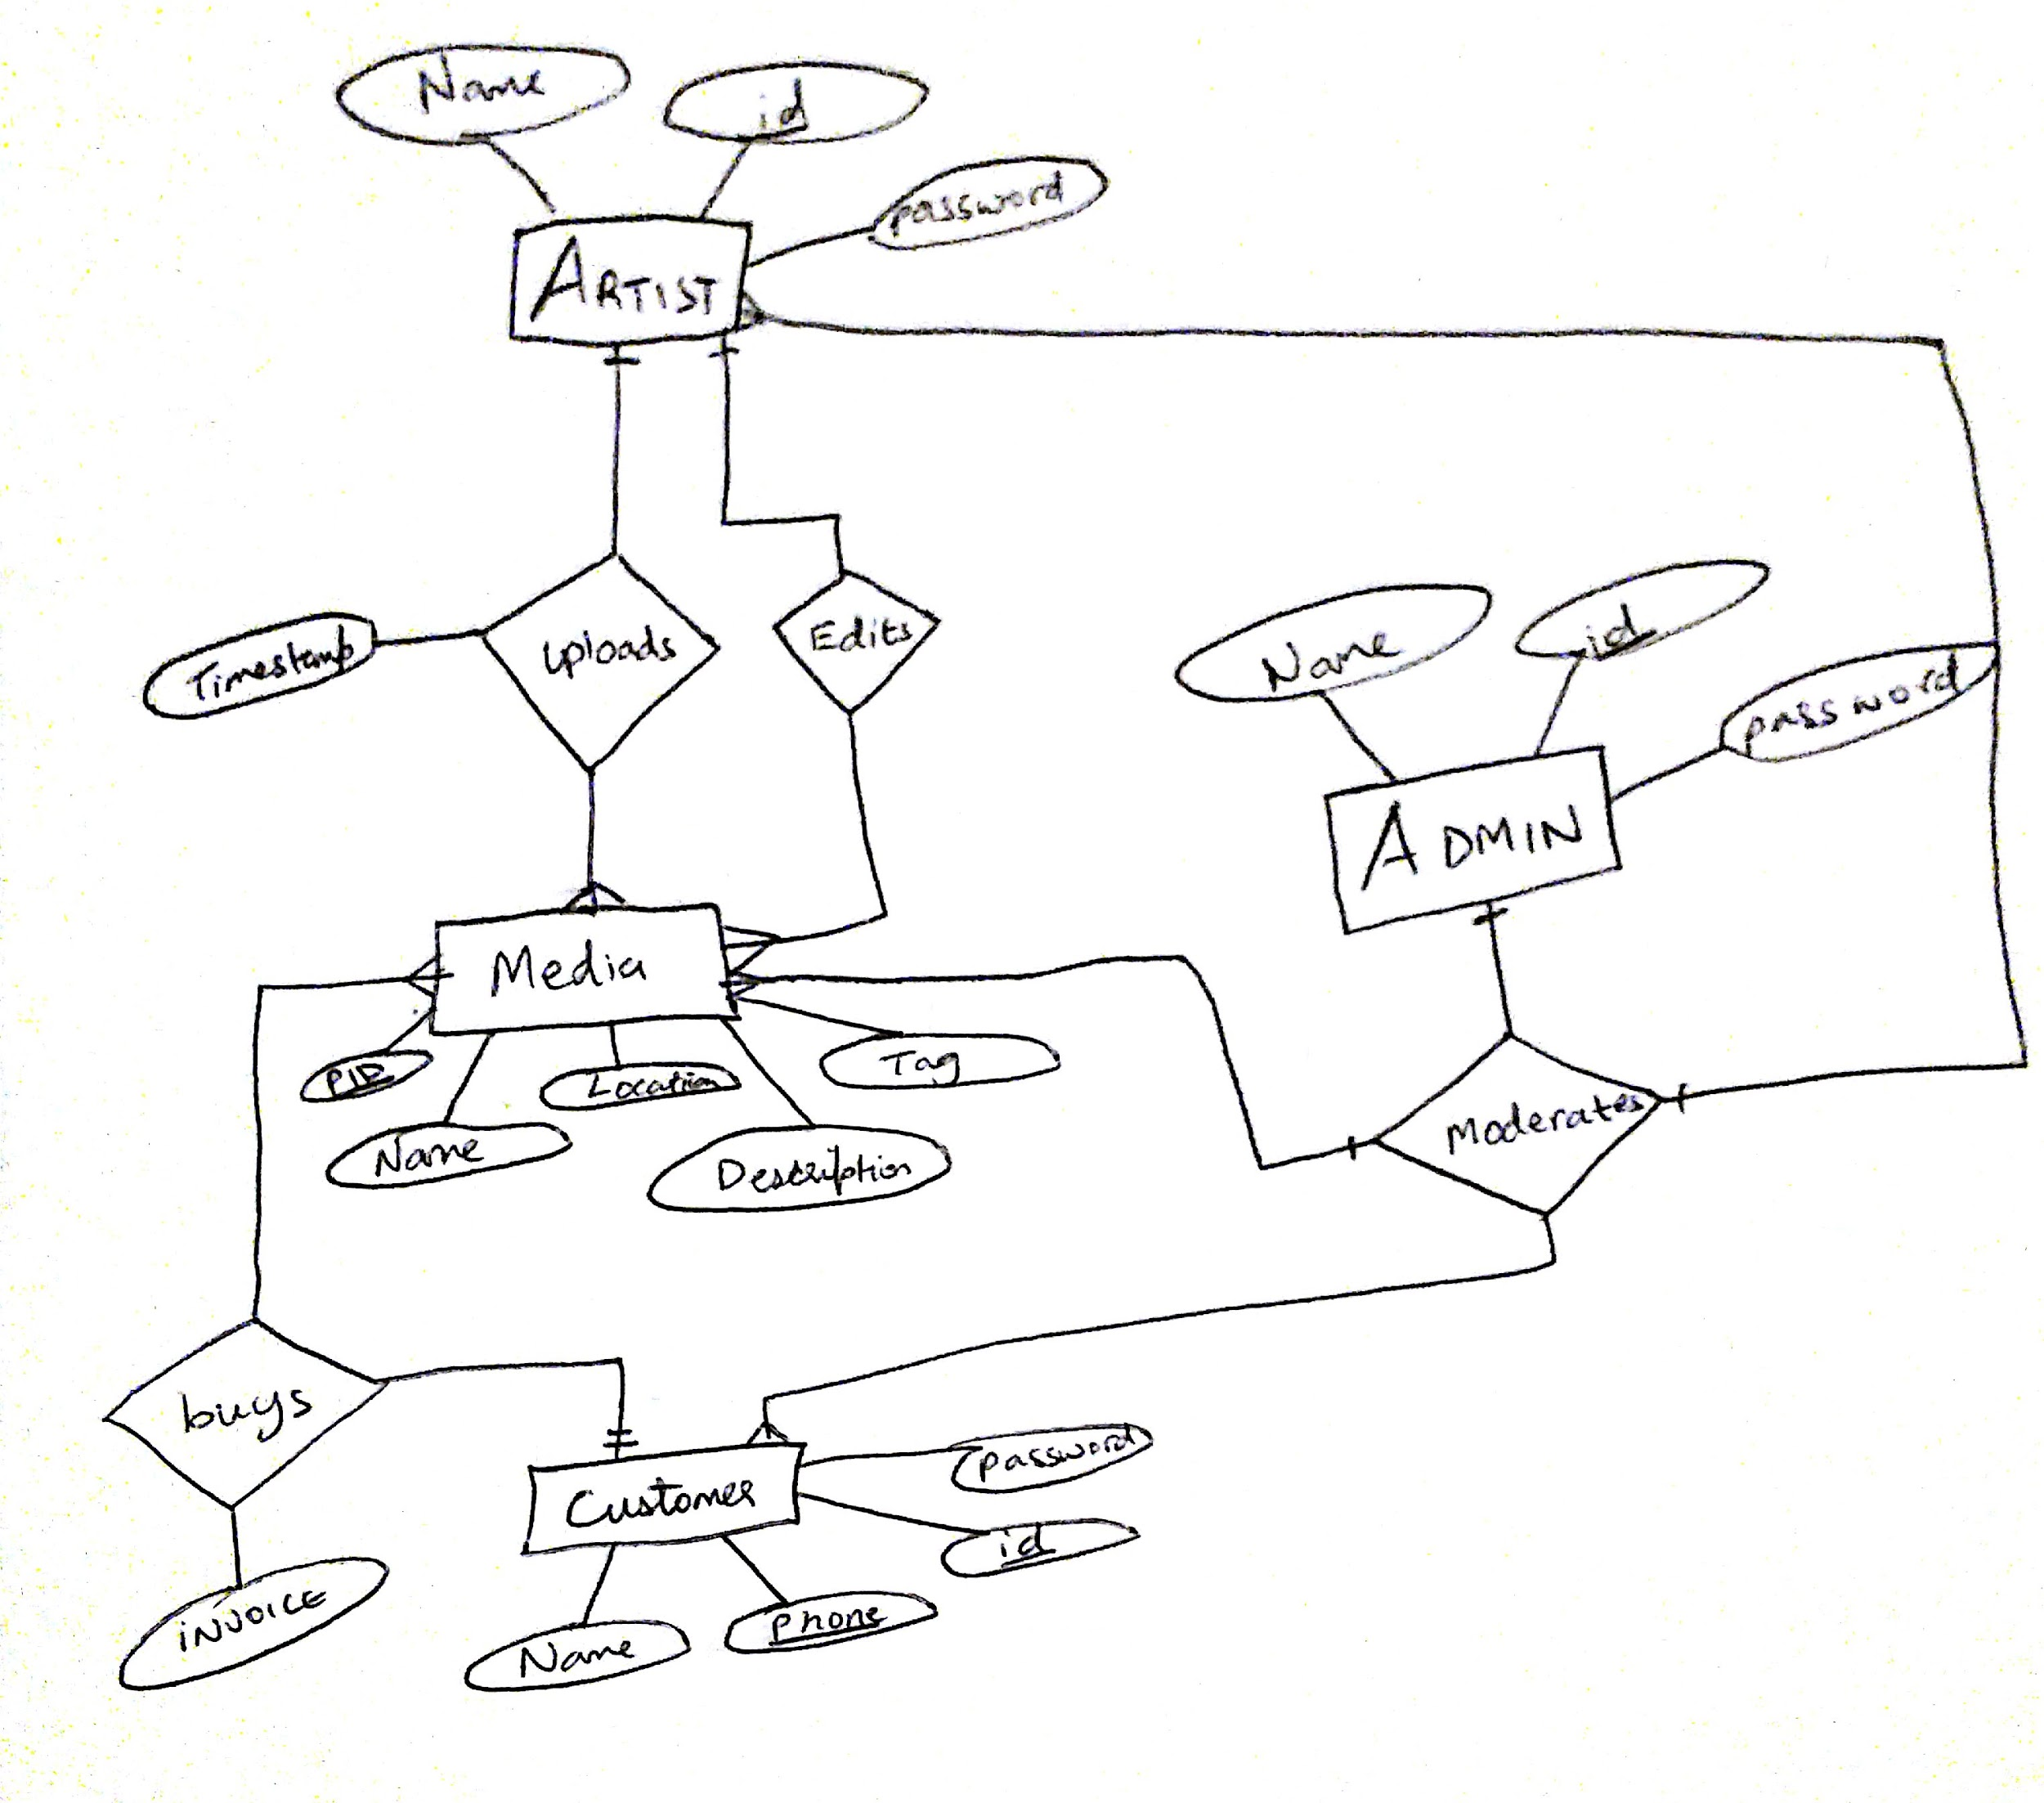 Name
id
password
ARTIST
Timestamp
uploads
Edits
Name
id
password
ADMIN
Media
PID
Name
Location
Description
Tag
Moderates
buys
iNVOICE
Customer
password
id
phone
Name